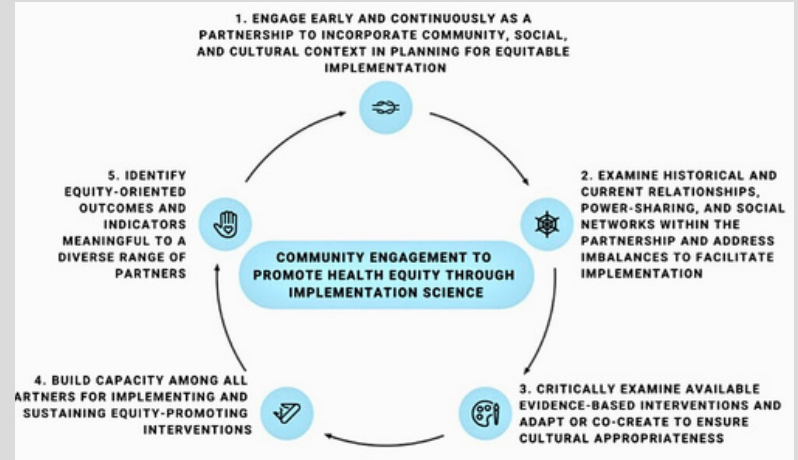 1. ENGAGE EARLY AND CONTINUOUSLY AS A
PARTNERSHIP TO INCORPORATE COMMUNITY, SOCIAL,
AND CULTURAL CONTEXT IN PLANNING FOR EQUITABLE
IMPLEMENTATION
2. EXAMINE HISTORICAL AND
CURRENT RELATIONSHIPS,
POWER-SHARING, AND SOCIAL
NETWORKS WITHIN THE
PARTNERSHIP AND ADDRESS
IMBALANCES TO FACILITATE
IMPLEMENTATION
3. CRITICALLY EXAMINE AVAILABLE
EVIDENCE-BASED INTERVENTIONS AND
ADAPT OR CO-CREATE TO ENSURE
CULTURAL APPROPRIATENESS
4. BUILD CAPACITY AMONG ALL
ARTNERS FOR IMPLEMENTING AND
SUSTAINING EQUITY-PROMOTING
INTERVENTIONS
5. IDENTIFY
EQUITY-ORIENTED
OUTCOMES AND
INDICATORS
MEANINGFUL TO A
DIVERSE RANGE OF
PARTNERS
COMMUNITY ENGAGEMENT TO
PROMOTE HEALTH EQUITY THROUGH
IMPLEMENTATION SCIENCE